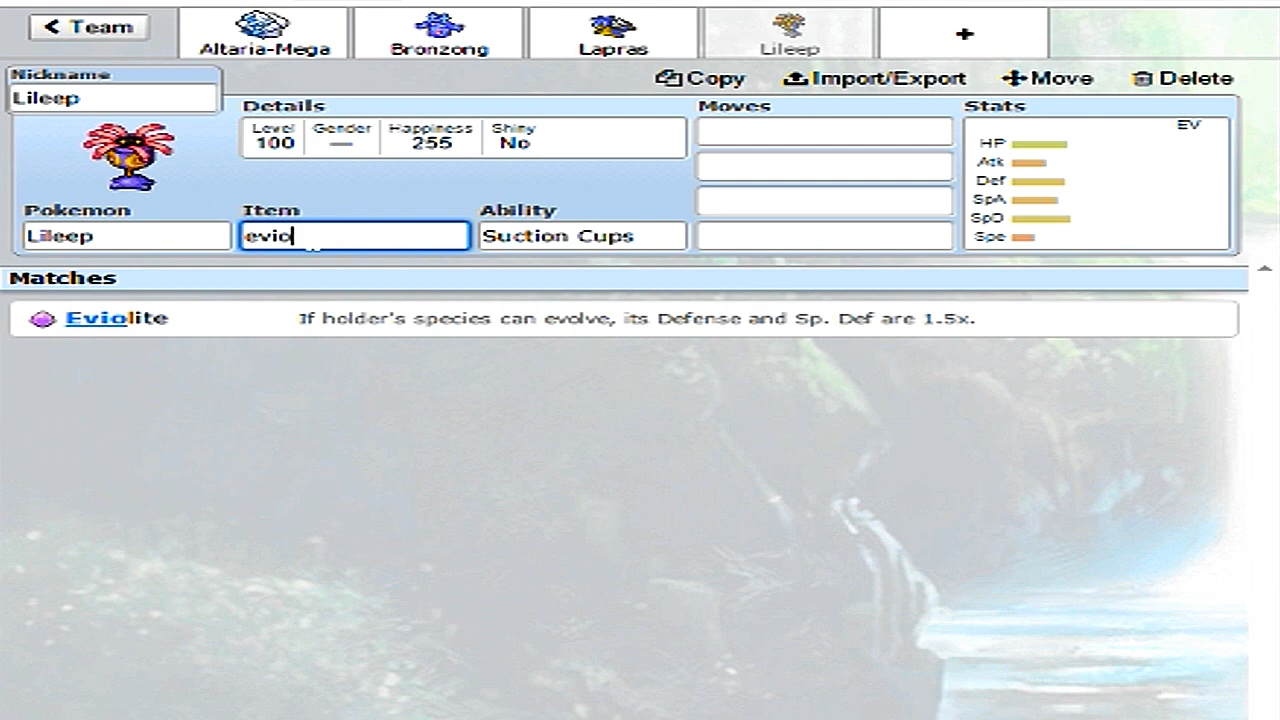 < Team
Altaria-Mega
Bronzong
Lapras
Lileep
+
Copy
Import/Export
Move
Delete
Nickname
Lileep
Details
Level
100
Gender
—
Happiness
255
Shiny
No
Pokemon
Lileep
Item
evio
Ability
Suction Cups
Moves
Stats
EV
HP
Atk
Def
SpA
SpD
Spe
Matches
Eviolite
If holder's species can evolve, its Defense and Sp. Def are 1.5x.